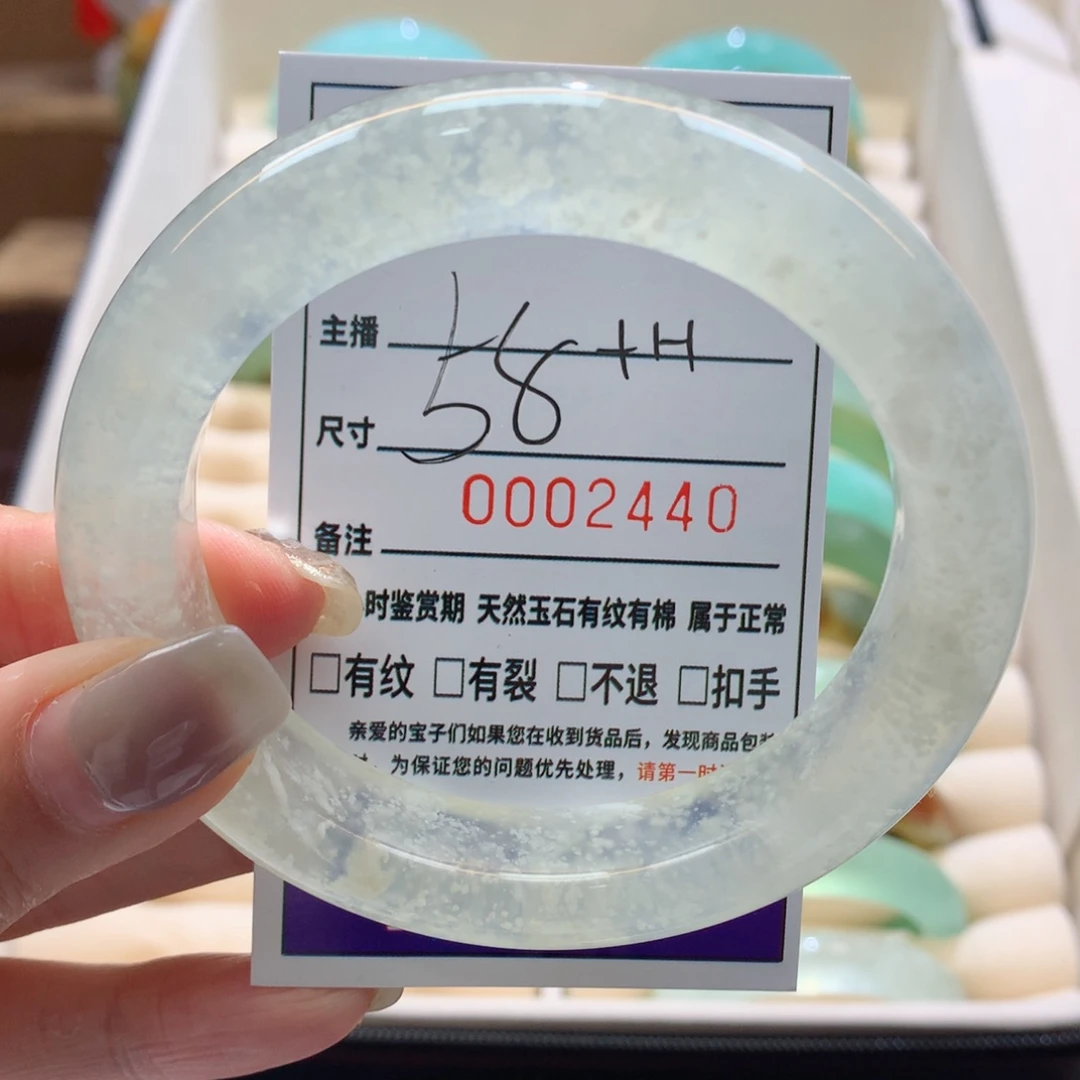 主播
58+H
尺寸
0002440
备注
时鉴赏期 天然玉石有纹有棉 属于正常
□有纹 □有裂 □不退 □扣手
亲爱的宝子们如果您在收到货品后，发现商品包装
为保证您的问题优先处理，请第一时